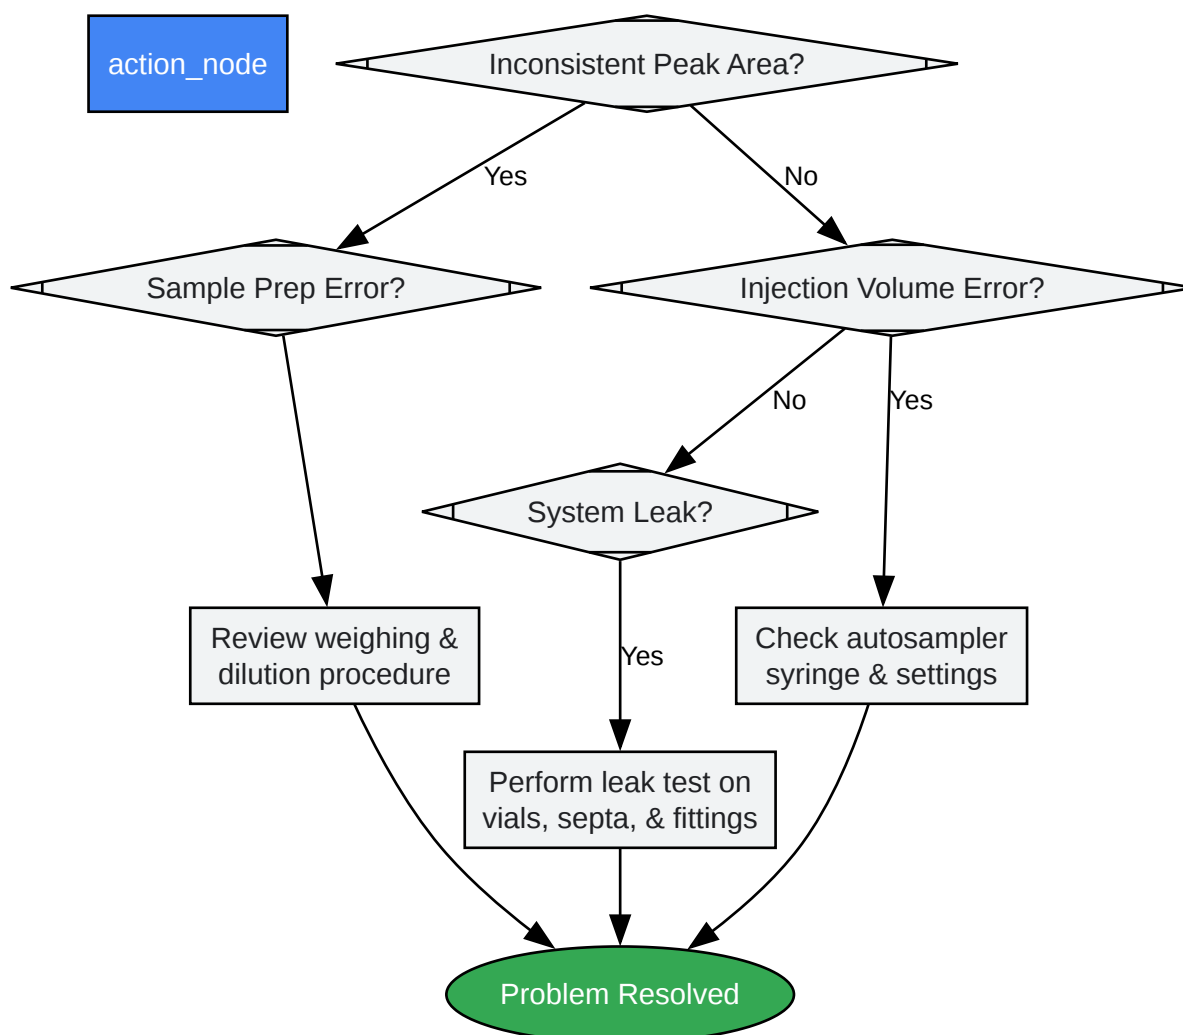 action_node
Inconsistent Peak Area?
Yes
No
Sample Prep Error?
Injection Volume Error?
No
Yes
System Leak?
Review weighing &
dilution procedure
Yes
Check autosampler
syringe & settings
Perform leak test on
vials, septa, & fittings
Problem Resolved